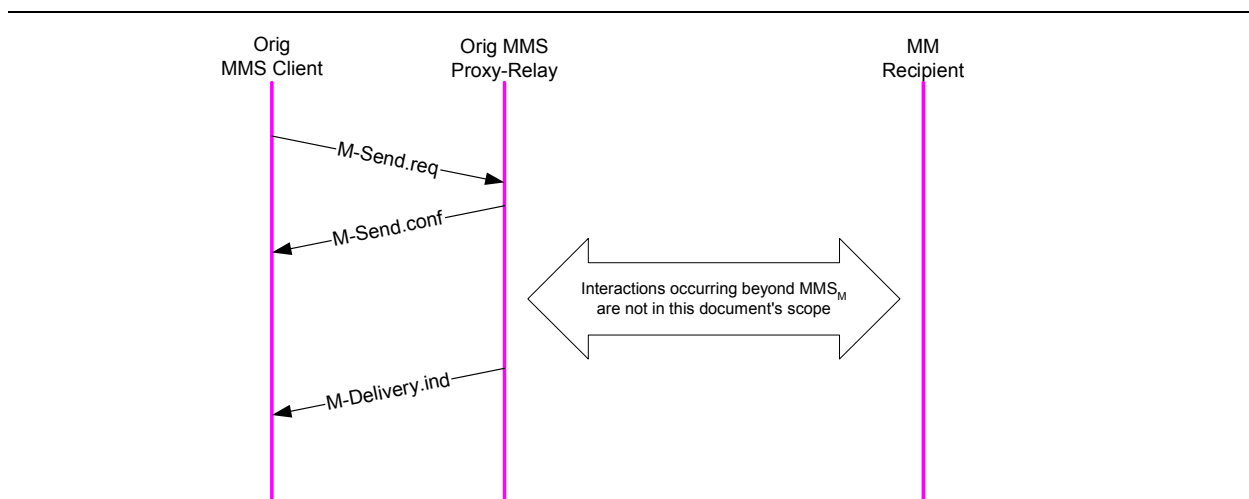 Orig
MMS Client
Orig MMS
Proxy-Relay
MM
Recipient
M-Send.req
M-Send.conf
Interactions occurring beyond MMSM
are not in this document's scope
M-Delivery.ind